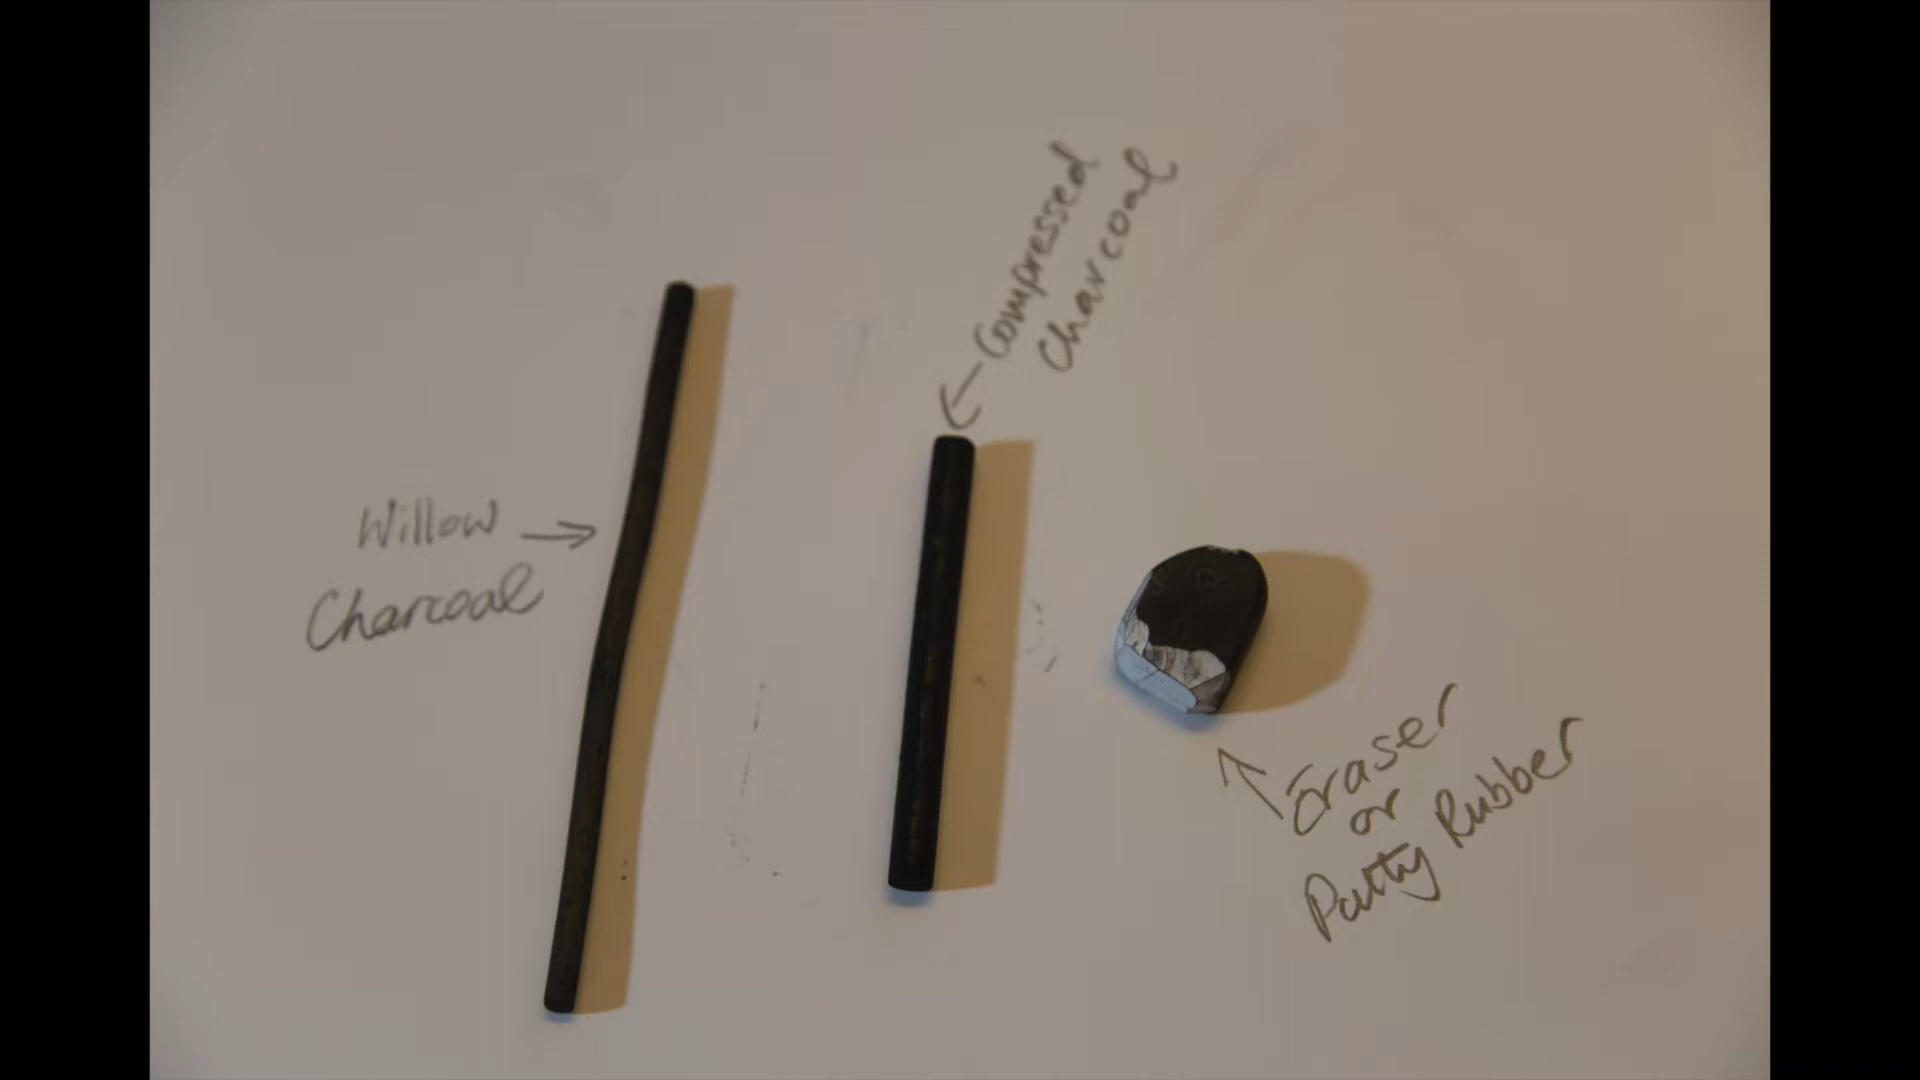 Willow
Charcoal
Compressed
Charcoal
Eraser
or
Putty Rubber